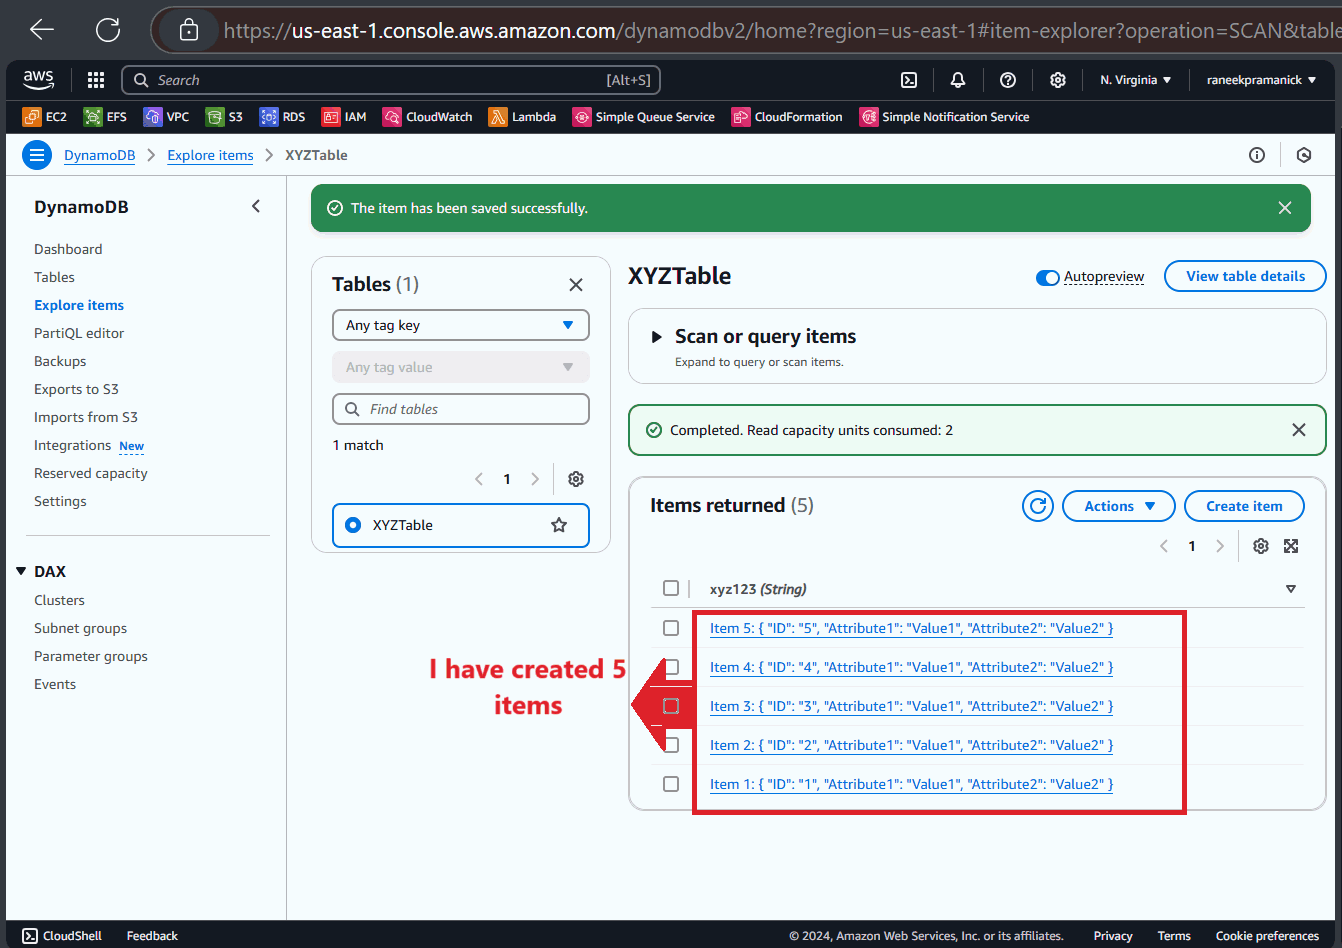 https://us-east-1.console.aws.amazon.com/dynamodbv2/home?region=us-east-1#item-explorer?operation=SCAN&table
aws
Search [Alt+S]
N. Virginia
raneekpramanick
EC2 EFS VPC S3 RDS IAM CloudWatch Lambda Simple Queue Service CloudFormation Simple Notification Service
DynamoDB > Explore items > XYZTable
DynamoDB
Dashboard
Tables
Explore items
PartiQL editor
Backups
Exports to S3
Imports from S3
Integrations New
Reserved capacity
Settings
DAX
Clusters
Subnet groups
Parameter groups
Events
The item has been saved successfully.
Tables (1)
Any tag key
Any tag value
Find tables
1 match
1
XYZTable
XYZTable
Autopreview
View table details
Scan or query items
Expand to query or scan items.
Completed. Read capacity units consumed: 2
Items returned (5)
Actions
Create item
1
xyz123 (String)
Item 5: { "ID": "5", "Attribute1": "Value1", "Attribute2": "Value2" }
Item 4: { "ID": "4", "Attribute1": "Value1", "Attribute2": "Value2" }
Item 3: { "ID": "3", "Attribute1": "Value1", "Attribute2": "Value2" }
Item 2: { "ID": "2", "Attribute1": "Value1", "Attribute2": "Value2" }
Item 1: { "ID": "1", "Attribute1": "Value1", "Attribute2": "Value2" }
I have created 5
items
CloudShell Feedback
© 2024, Amazon Web Services, Inc. or its affiliates. Privacy Terms Cookie preferences